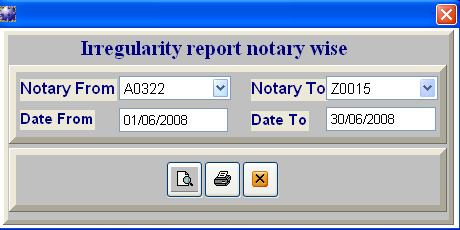 Irregularity report notary wise
Notary From A0322 Notary To Z0015
Date From 01/06/2008 Date To 30/06/2008